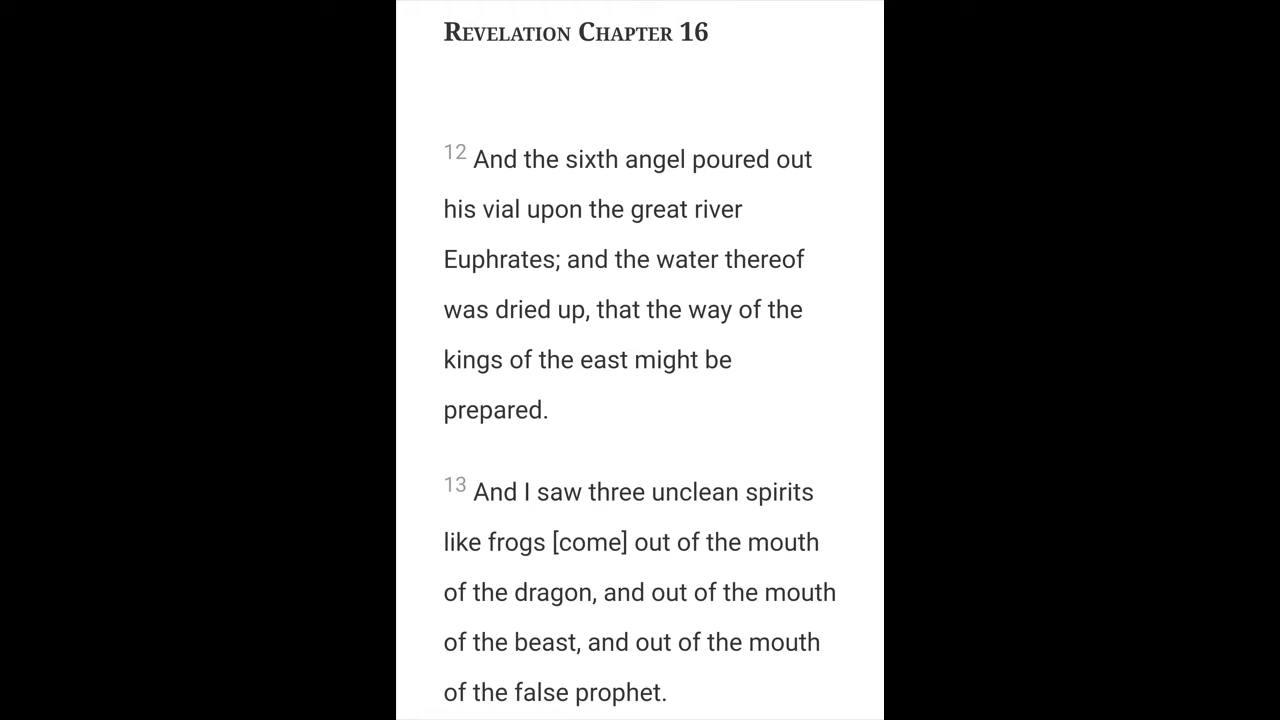 Revelation Chapter 16
12 And the sixth angel poured out
his vial upon the great river
Euphrates; and the water thereof
was dried up, that the way of the
kings of the east might be
prepared.
13 And I saw three unclean spirits
like frogs [come] out of the mouth
of the dragon, and out of the mouth
of the beast, and out of the mouth
of the false prophet.